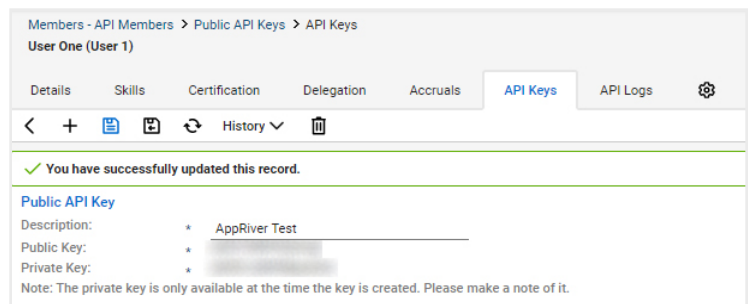 Members - API Members > Public API Keys > API Keys
User One (User 1)
Details Skills Certification Delegation Accruals API Keys API Logs
History
You have successfully updated this record.
Public API Key
Description: * AppRiver Test
Public Key: *
Private Key: *
Note: The private key is only available at the time the key is created. Please make a note of it.